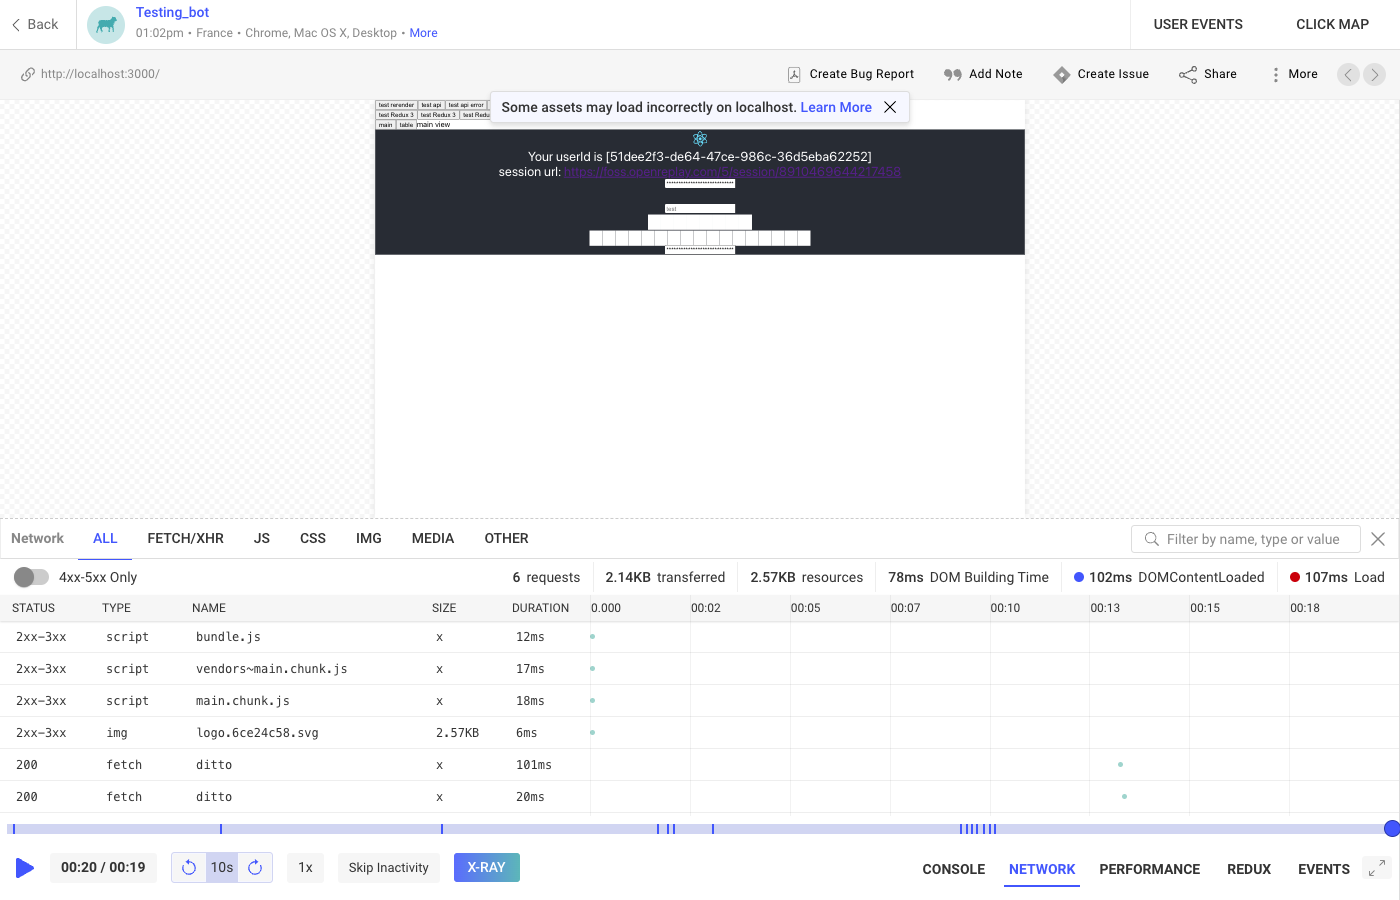 Back
Testing_bot
01:02pm • France • Chrome, Mac OS X, Desktop • More
USER EVENTS CLICK MAP
http://localhost:3000/
Create Bug Report Add Note Create Issue Share More
Some assets may load incorrectly on localhost. Learn More
test rerender test api test api error
test Redux 3 test Redux 3
main table main view
Your userId is [51dee2f3-de64-47ce-986c-36d5eba62252]
session url: https://foss.openreplay.com/5/session/8910469644217458
test
Network ALL FETCH/XHR JS CSS IMG MEDIA OTHER
Filter by name, type or value
4xx-5xx Only
6 requests 2.14KB transferred 2.57KB resources 78ms DOM Building Time 102ms DOMContentLoaded 107ms Load
STATUS TYPE NAME SIZE DURATION 0.000 00:02 00:05 00:07 00:10 00:13 00:15 00:18
2xx-3xx script bundle.js x 12ms
2xx-3xx script vendors~main.chunk.js x 17ms
2xx-3xx script main.chunk.js x 18ms
2xx-3xx img logo.6ce24c58.svg 2.57KB 6ms
200 fetch ditto x 101ms
200 fetch ditto x 20ms
00:20 / 00:19 10s 1x Skip Inactivity X-RAY
CONSOLE NETWORK PERFORMANCE REDUX EVENTS